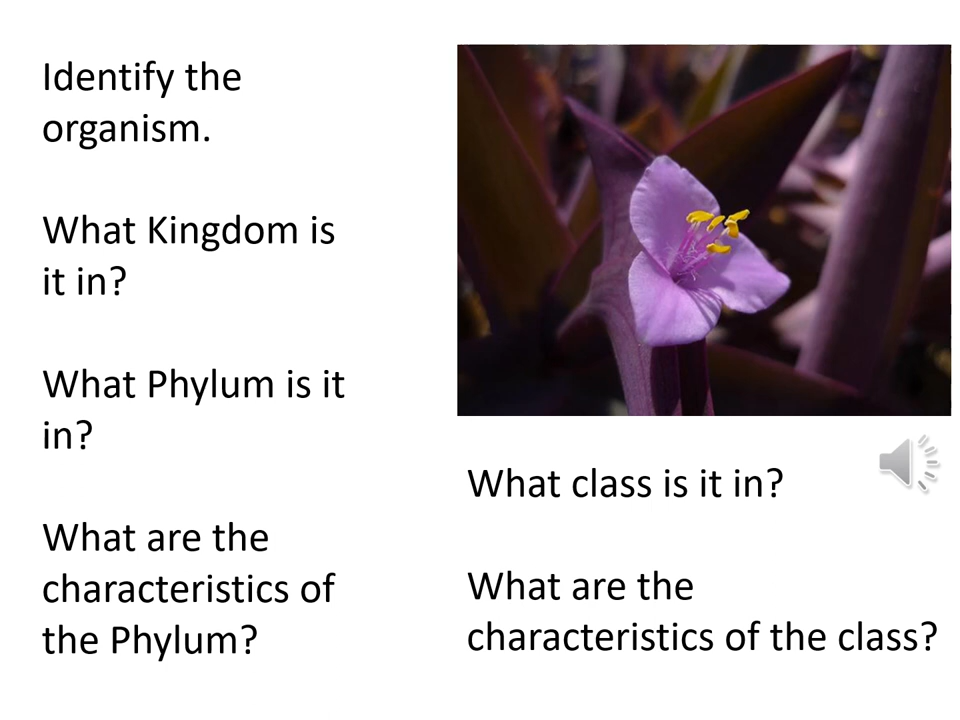 Identify the
organism.
What Kingdom is
it in?
What Phylum is it
in?
What are the
characteristics of
the Phylum?
What class is it in?
What are the
characteristics of the class?